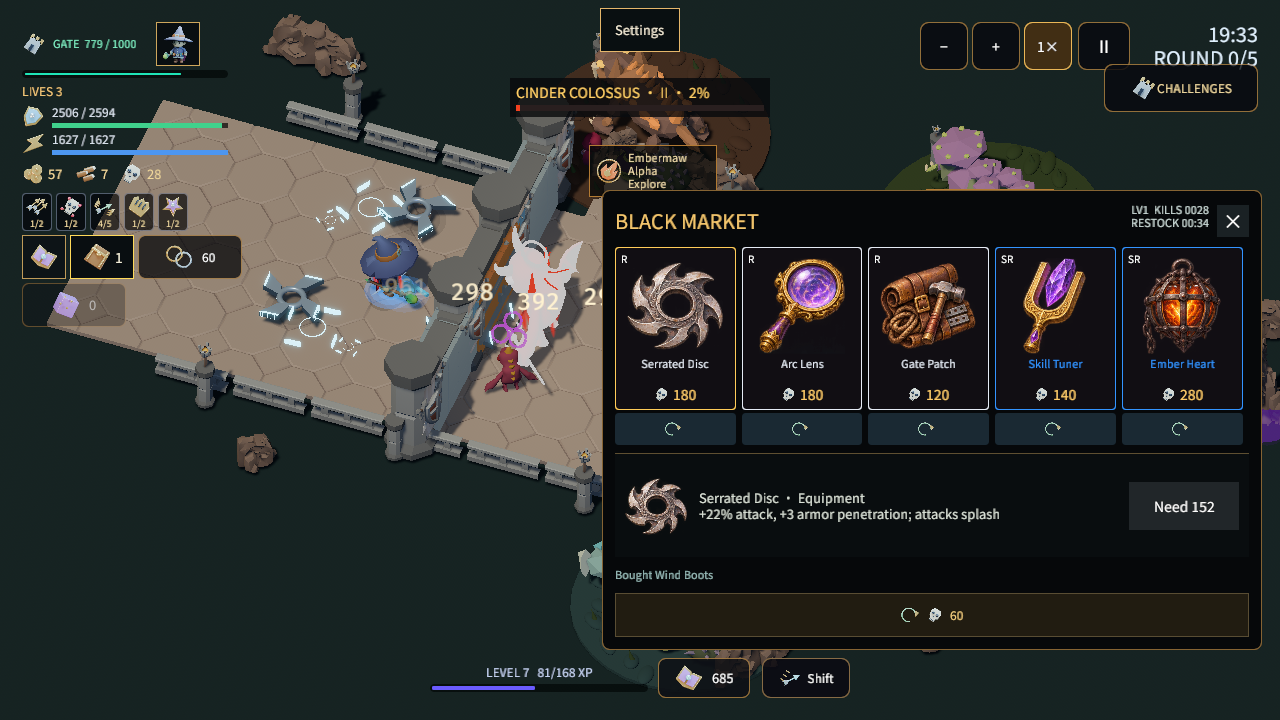 GATE 779 / 1000
LIVES 3
2506 / 2594
1627 / 1627
57 7 28
1/2 1/2 4/5 1/2 1/2
1 60
0
Settings
CINDER COLOSSUS • II • 2%
Embermaw
Alpha
Explore
− + 1×
19:33
ROUND 0/5
CHALLENGES
951 298 392
BLACK MARKET
LV1 KILLS 0028
RESTOCK 00:34
R R R SR SR
Serrated Disc Arc Lens Gate Patch Skill Tuner Ember Heart
180 180 120 140 280
Serrated Disc • Equipment
+22% attack, +3 armor penetration; attacks splash
Need 152
Bought Wind Boots
60
LEVEL 7 81/168 XP
685 Shift